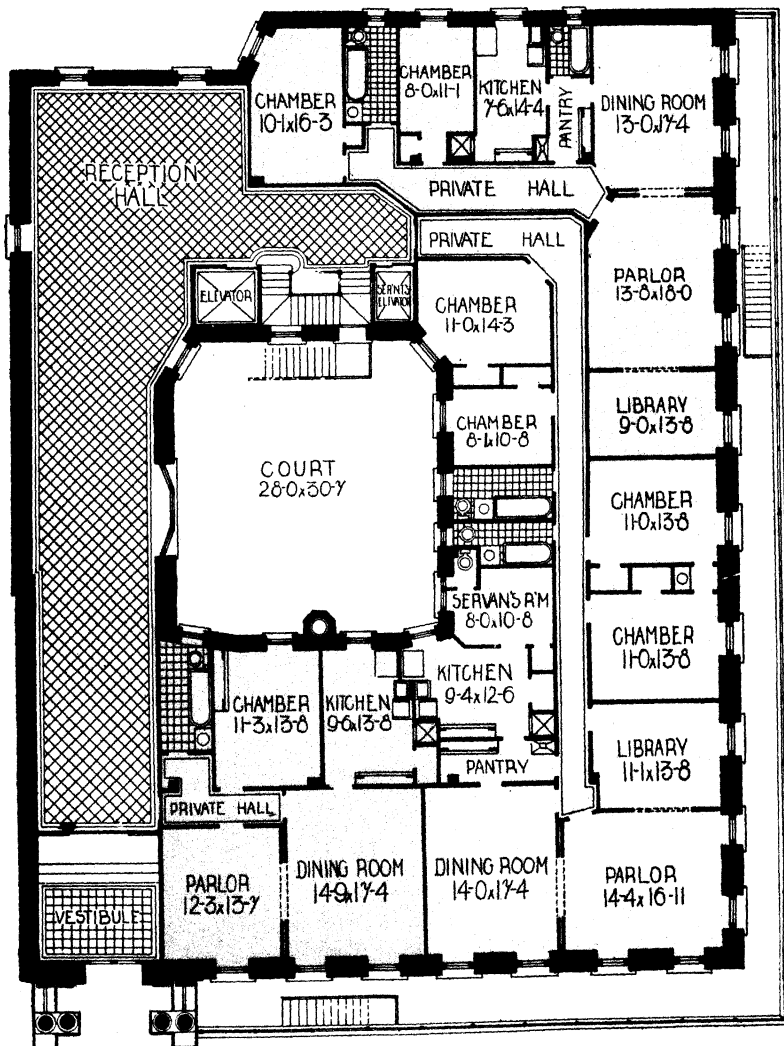 CHAMBER
10-1x16-3
CHAMBER
8-0x11-1
KITCHEN
7-6x14-4
PANTRY
DINING ROOM
13-0x17-4
RECEPTION
HALL
PRIVATE HALL
PRIVATE HALL
PARLOR
13-8x18-0
ELEVATOR
SERNTS
ELEVATOR
CHAMBER
11-0x14-3
LIBRARY
9-0x13-8
CHAMBER
8-1x10-8
COURT
28-0x30-7
CHAMBER
11-0x13-8
SERVAN'S R'M
8-0x10-8
CHAMBER
11-0x13-8
KITCHEN
9-4x12-6
CHAMBER
11-3x13-8
KITCHEN
9-6x13-8
LIBRARY
11-1x13-8
PANTRY
PRIVATE HALL
PARLOR
12-3x13-7
DINING ROOM
14-9x17-4
DINING ROOM
14-0x17-4
PARLOR
14-4x16-11
VESTIBULE